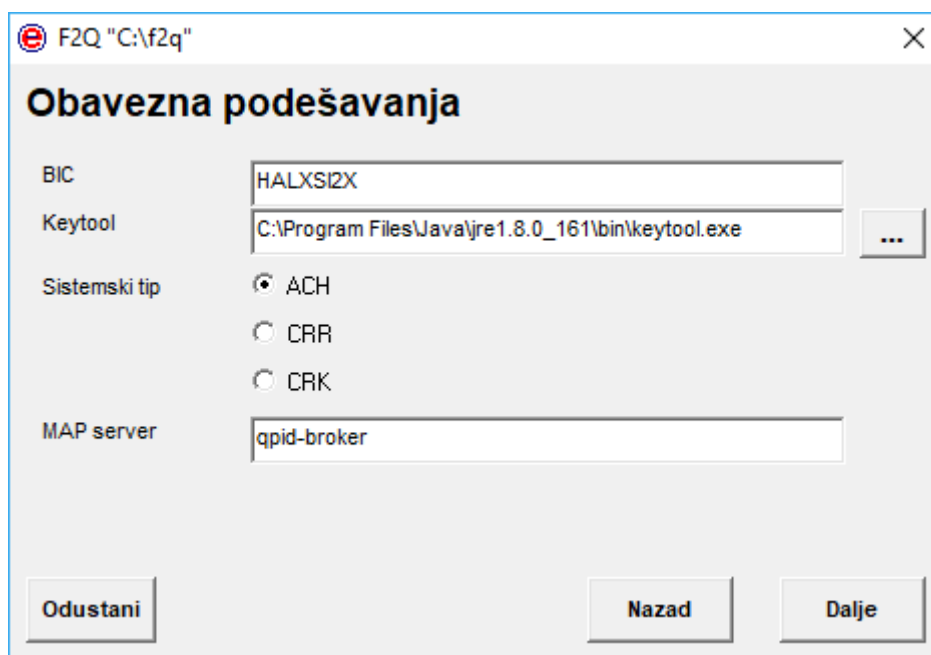 F2Q "C:\f2q"
Obavezna podešavanja
BIC HALXSI2X
Keytool C:\Program Files\Java\jre1.8.0_161\bin\keytool.exe ...
Sistemski tip ACH
CRR
CRK
MAP server qpid-broker
Odustani Nazad Dalje